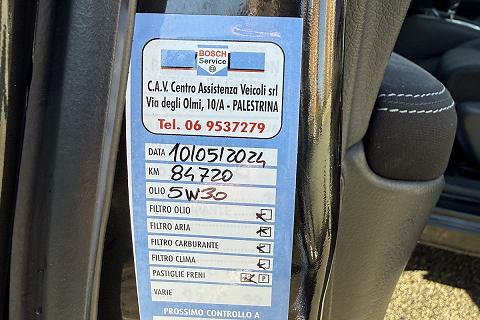 BOSCH
Service
C.A.V. Centro Assistenza Veicoli srl
Via degli Olmi, 10/A - PALESTRINA
Tel. 06 9537279
DATA 10/05/2024
KM 84720
OLIO 5W30
FILTRO OLIO
FILTRO ARIA
FILTRO CARBURANTE
FILTRO CLIMA
PASTIGLIE FRENI A P
VARIE
PROSSIMO CONTROLLO A